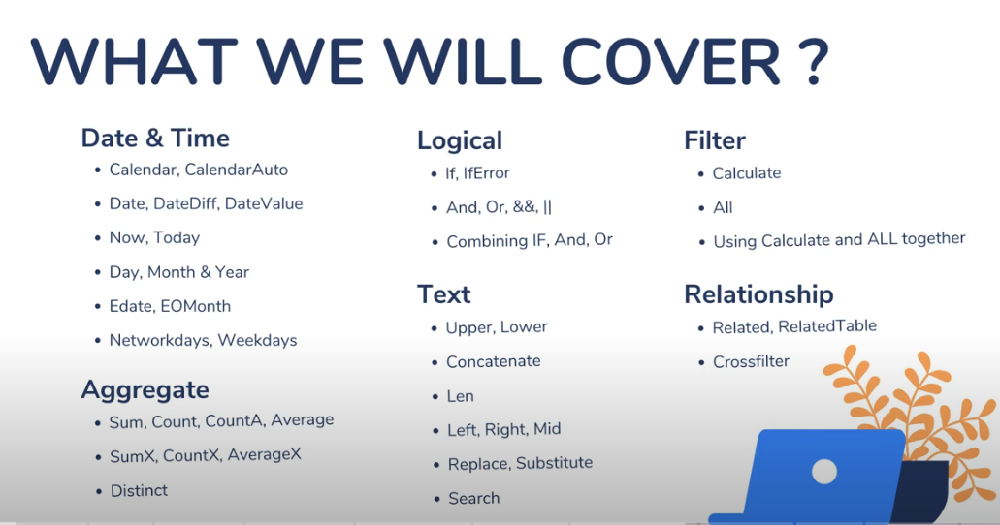 WHAT WE WILL COVER ?
Date & Time
• Calendar, CalendarAuto
• Date, DateDiff, DateValue
• Now, Today
• Day, Month & Year
• Edate, EOMonth
• Networkdays, Weekdays
Aggregate
• Sum, Count, CountA, Average
• SumX, CountX, AverageX
• Distinct
Logical
• If, IfError
• And, Or, &&, ||
• Combining IF, And, Or
Text
• Upper, Lower
• Concatenate
• Len
• Left, Right, Mid
• Replace, Substitute
• Search
Filter
• Calculate
• All
• Using Calculate and ALL together
Relationship
• Related, RelatedTable
• Crossfilter